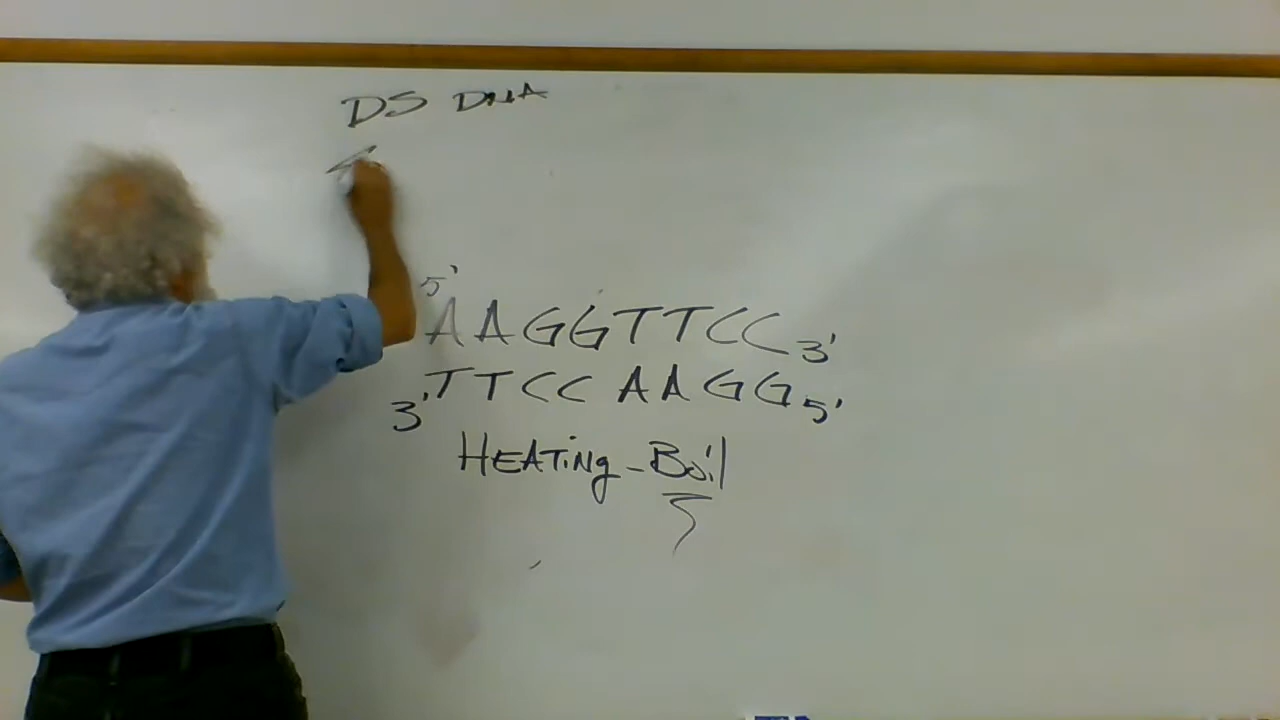 DS DNA
5'
AAGGTTCC 3'
3' TTCC AAGG 5'
HEATing - Boil